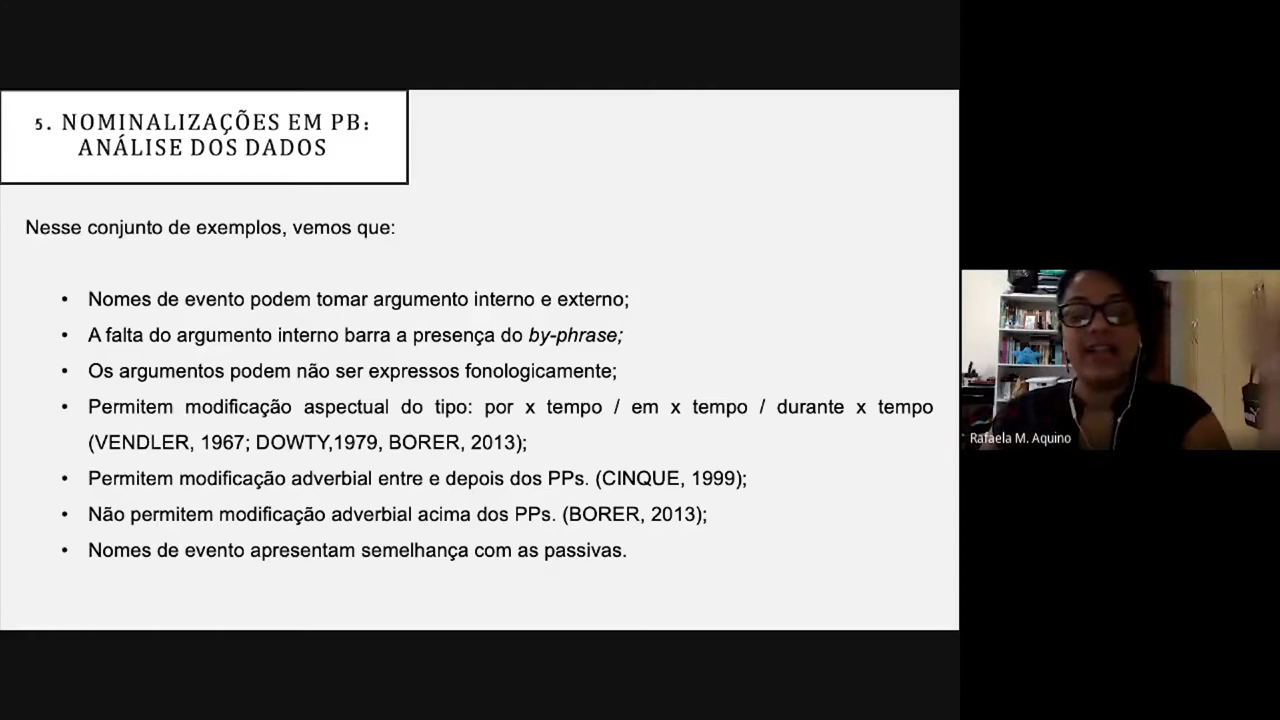 5. NOMINALIZAÇÕES EM PB:
ANÁLISE DOS DADOS
Nesse conjunto de exemplos, vemos que:
• Nomes de evento podem tomar argumento interno e externo;
• A falta do argumento interno barra a presença do by-phrase;
• Os argumentos podem não ser expressos fonologicamente;
• Permitem modificação aspectual do tipo: por x tempo / em x tempo / durante x tempo
(VENDLER, 1967; DOWTY,1979, BORER, 2013);
• Permitem modificação adverbial entre e depois dos PPs. (CINQUE, 1999);
• Não permitem modificação adverbial acima dos PPs. (BORER, 2013);
• Nomes de evento apresentam semelhança com as passivas.
Rafaela M. Aquino